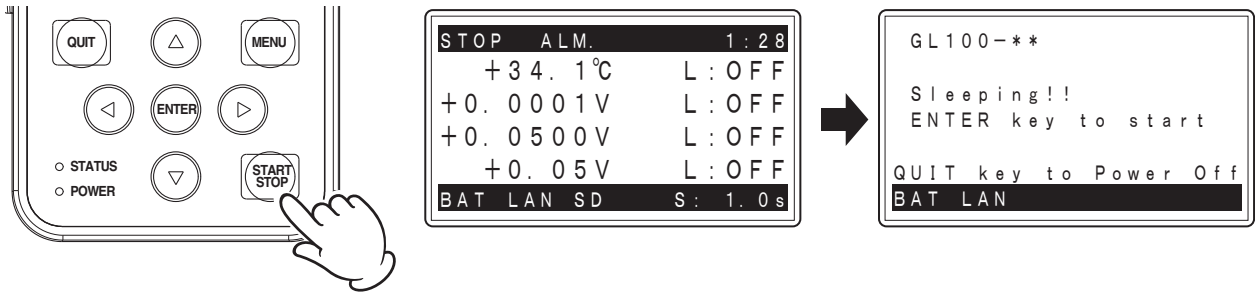 QUIT
MENU
ENTER
STATUS
POWER
START
STOP
STOP ALM. 1:28
+34.1℃ L:OFF
+0.0001V L:OFF
+0.0500V L:OFF
+0.05V L:OFF
BAT LAN SD S: 1.0s
GL100-**
Sleeping!!
ENTER key to start
QUIT key to Power Off
BAT LAN